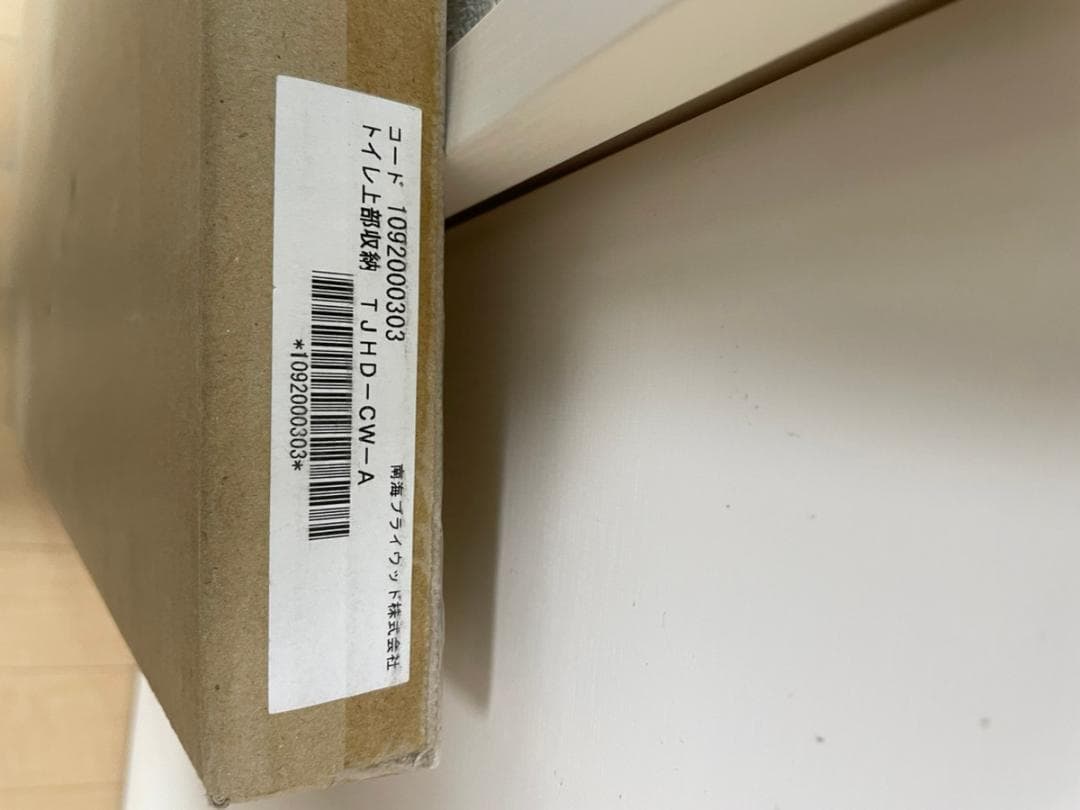 コード 1092000303
トイレ上部収納 TJHD-CW-A
*1092000303*
南海プライウッド株式会社